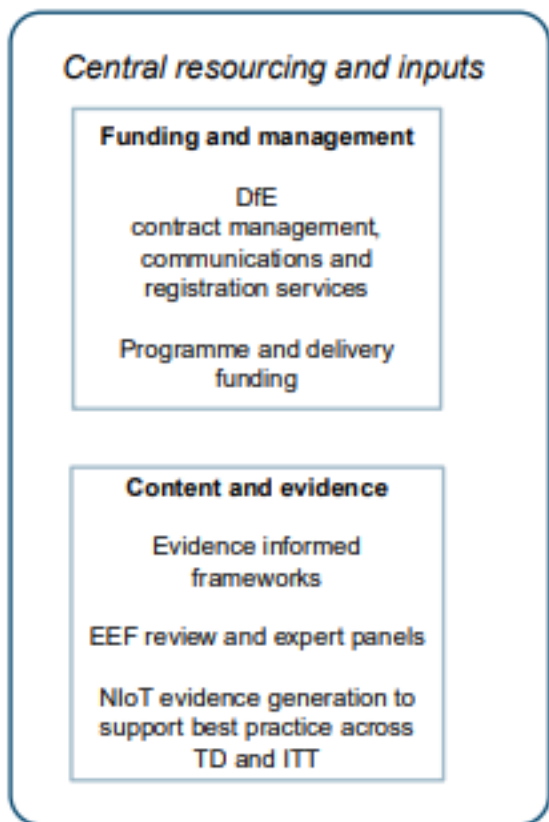 Central resourcing and inputs
Funding and management
DfE
contract management,
communications and
registration services
Programme and delivery
funding
Content and evidence
Evidence informed
frameworks
EEF review and expert panels
NIoT evidence generation to
support best practice across
TD and ITT